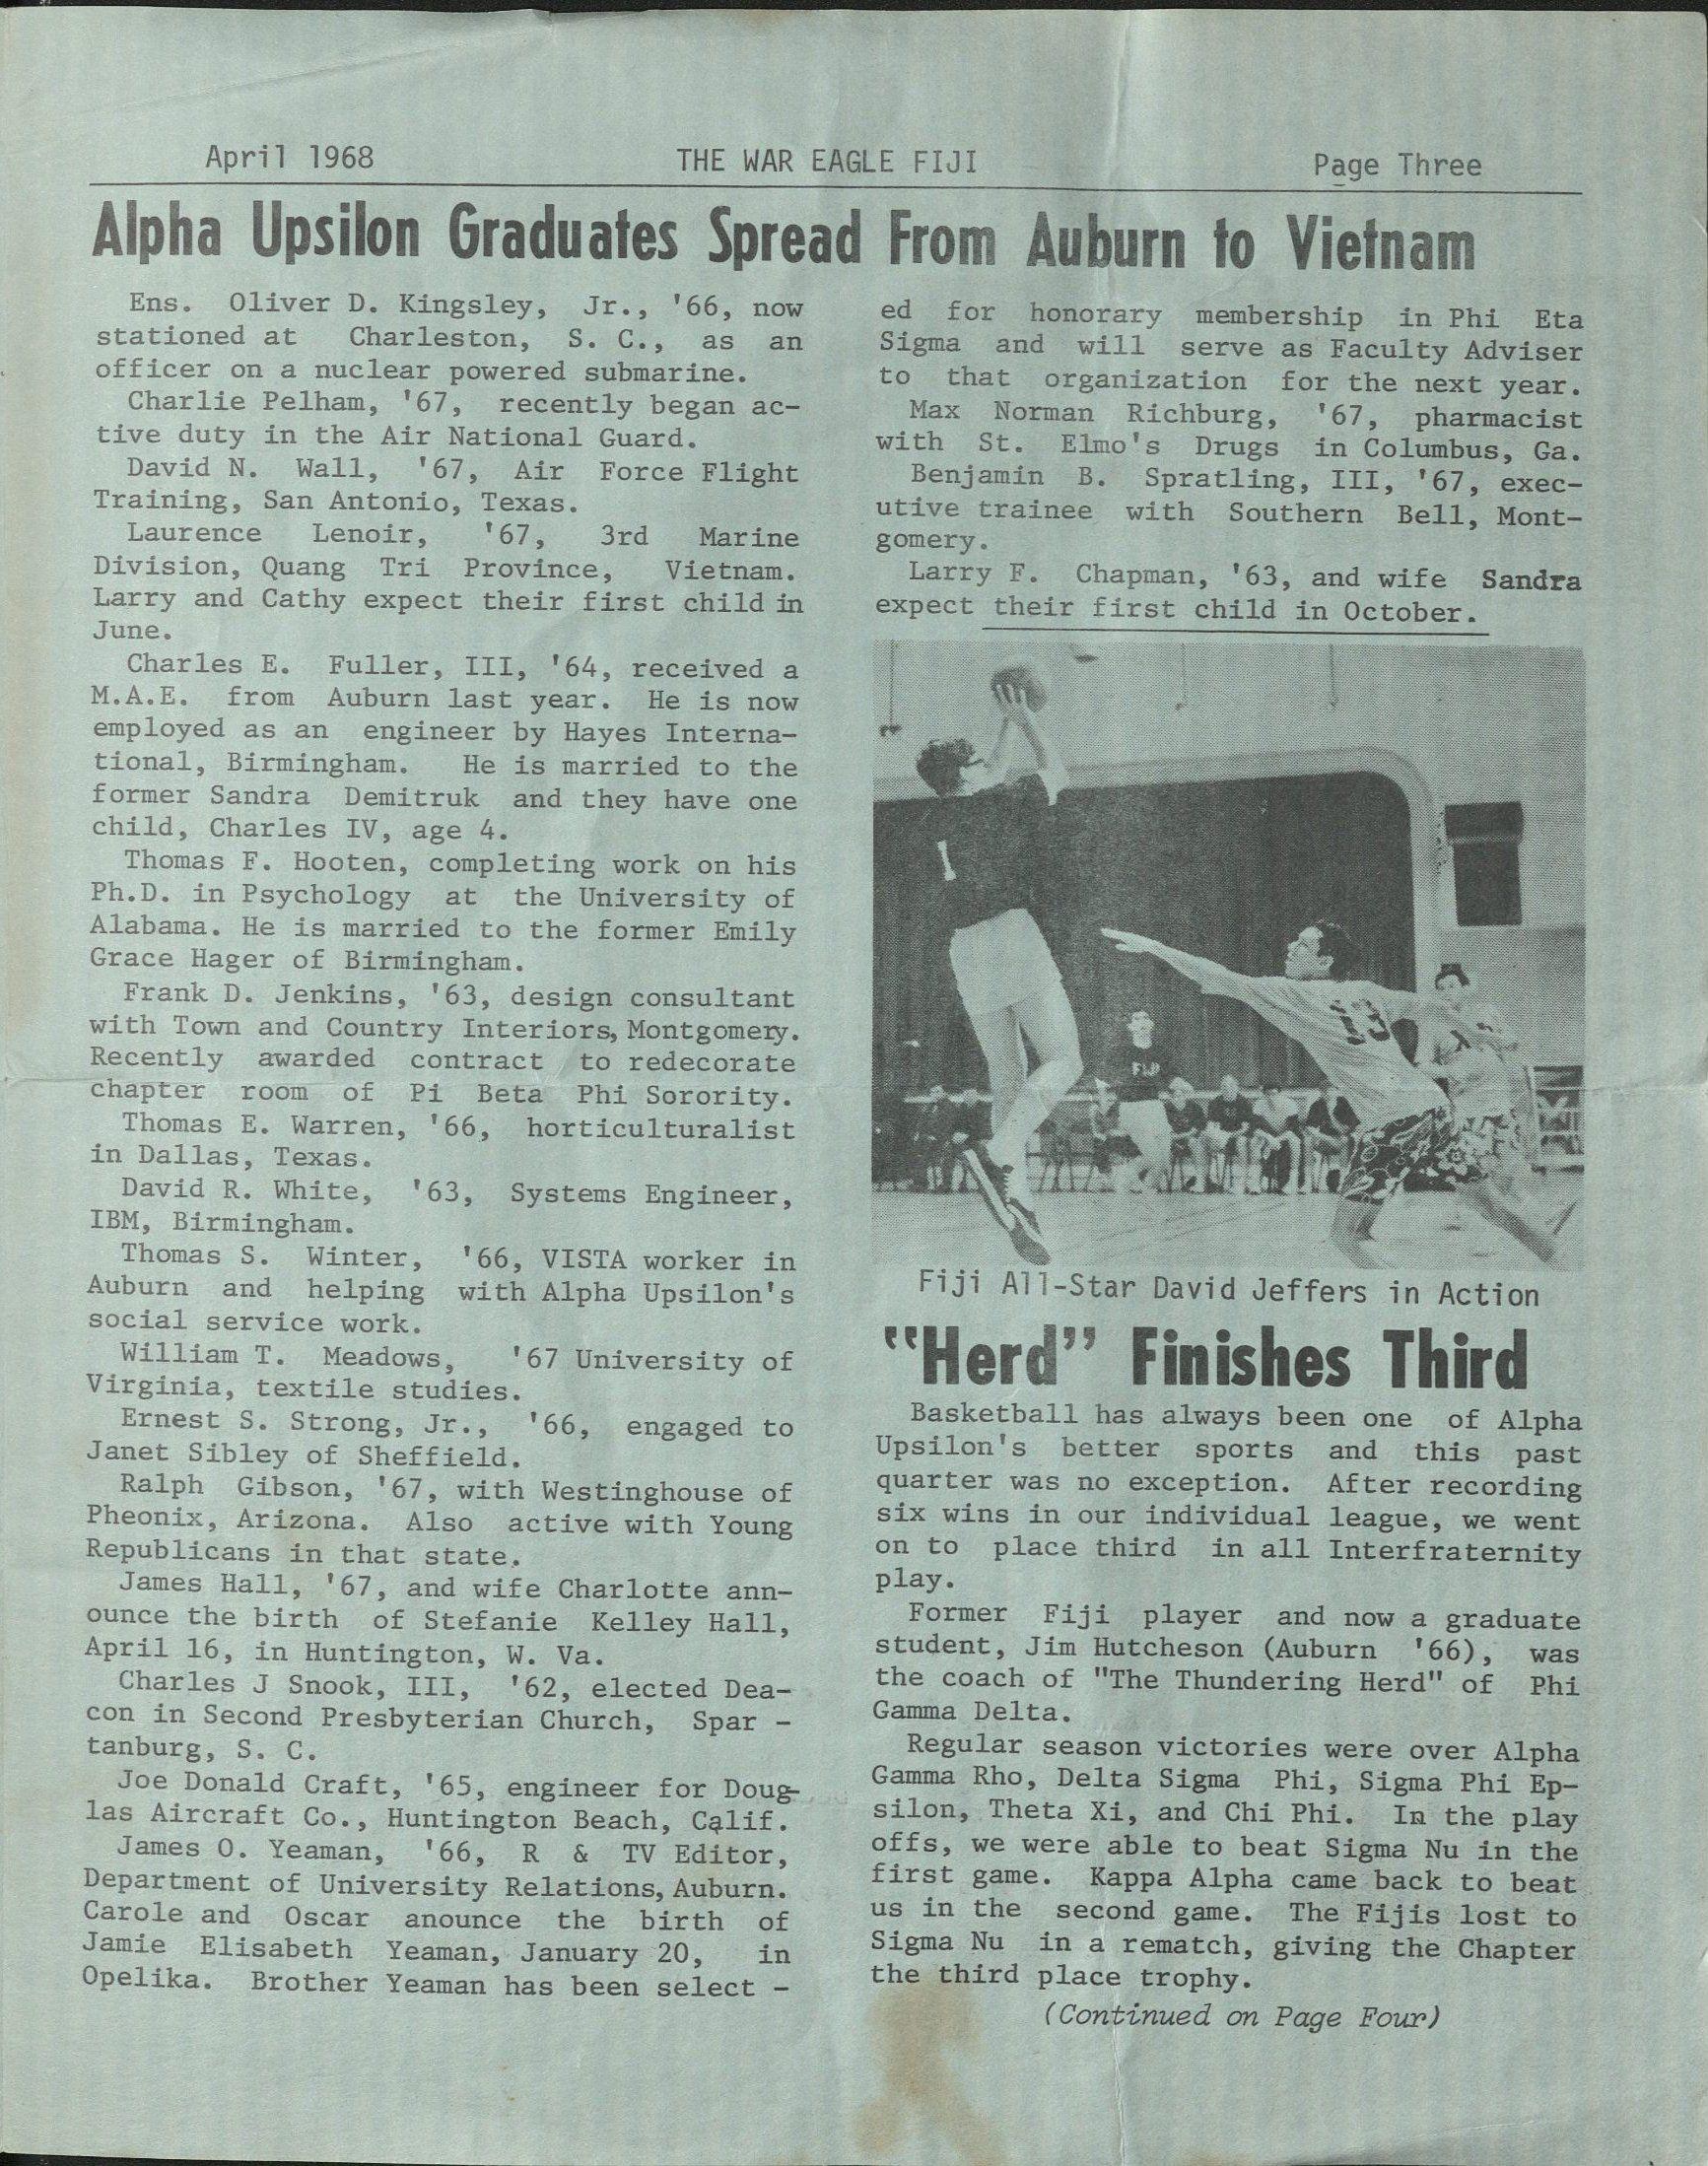 April 1968 THE WAR EAGLE FIJI Page Three
Alpha Upsilon Graduates Spread From Auburn to Vietnam
Ens. Oliver D. Kingsley, Jr., '66, now
stationed at Charleston, S. C., as an
officer on a nuclear powered submarine.
Charlie Pelham, '67, recently began ac-
tive duty in the Air National Guard.
David N. Wall, '67, Air Force Flight
Training, San Antonio, Texas.
Laurence Lenoir, '67, 3rd Marine
Division, Quang Tri Province, Vietnam.
Larry and Cathy expect their first child in
June.
Charles E. Fuller, III, '64, received a
M.A.E. from Auburn last year. He is now
employed as an engineer by Hayes Interna-
tional, Birmingham. He is married to the
former Sandra Demitruk and they have one
child, Charles IV, age 4.
Thomas F. Hooten, completing work on his
Ph.D. in Psychology at the University of
Alabama. He is married to the former Emily
Grace Hager of Birmingham.
Frank D. Jenkins, '63, design consultant
with Town and Country Interiors, Montgomery.
Recently awarded contract to redecorate
chapter room of Pi Beta Phi Sorority.
Thomas E. Warren, '66, horticulturalist
in Dallas, Texas.
David R. White, '63, Systems Engineer,
IBM, Birmingham.
Thomas S. Winter, '66, VISTA worker in
Auburn and helping with Alpha Upsilon's
social service work.
William T. Meadows, '67 University of
Virginia, textile studies.
Ernest S. Strong, Jr., '66, engaged to
Janet Sibley of Sheffield.
Ralph Gibson, '67, with Westinghouse of
Pheonix, Arizona. Also active with Young
Republicans in that state.
James Hall, '67, and wife Charlotte ann-
ounce the birth of Stefanie Kelley Hall,
April 16, in Huntington, W. Va.
Charles J Snook, III, '62, elected Dea-
con in Second Presbyterian Church, Spar -
tanburg, S. C.
Joe Donald Craft, '65, engineer for Doug-
las Aircraft Co., Huntington Beach, Calif.
James O. Yeaman, '66, R & TV Editor,
Department of University Relations, Auburn.
Carole and Oscar anounce the birth of
Jamie Elisabeth Yeaman, January 20, in
Opelika. Brother Yeaman has been select -
ed for honorary membership in Phi Eta
Sigma and will serve as Faculty Adviser
to that organization for the next year.
Max Norman Richburg, '67, pharmacist
with St. Elmo's Drugs in Columbus, Ga.
Benjamin B. Spratling, III, '67, exec-
utive trainee with Southern Bell, Mont-
gomery.
Larry F. Chapman, '63, and wife Sandra
expect their first child in October.
1
13
FIJI
Fiji All-Star David Jeffers in Action
"Herd" Finishes Third
Basketball has always been one of Alpha
Upsilon's better sports and this past
quarter was no exception. After recording
six wins in our individual league, we went
on to place third in all Interfraternity
play.
Former Fiji player and now a graduate
student, Jim Hutcheson (Auburn '66), was
the coach of "The Thundering Herd" of Phi
Gamma Delta.
Regular season victories were over Alpha
Gamma Rho, Delta Sigma Phi, Sigma Phi Ep-
silon, Theta Xi, and Chi Phi. In the play
offs, we were able to beat Sigma Nu in the
first game. Kappa Alpha came back to beat
us in the second game. The Fijis lost to
Sigma Nu in a rematch, giving the Chapter
the third place trophy.
(Continued on Page Four)